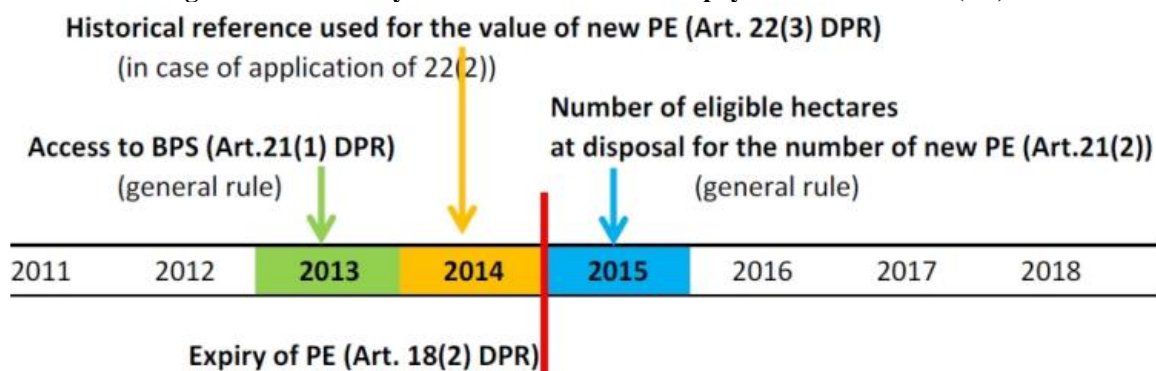 Historical reference used for the value of new PE (Art. 22(3) DPR)
(in case of application of 22(2))
Number of eligible hectares
Access to BPS (Art.21(1) DPR)
at disposal for the number of new PE (Art.21(2))
(general rule)
(general rule)
2011 2012 2013 2014 2015 2016 2017 2018
Expiry of PE (Art. 18(2) DPR)